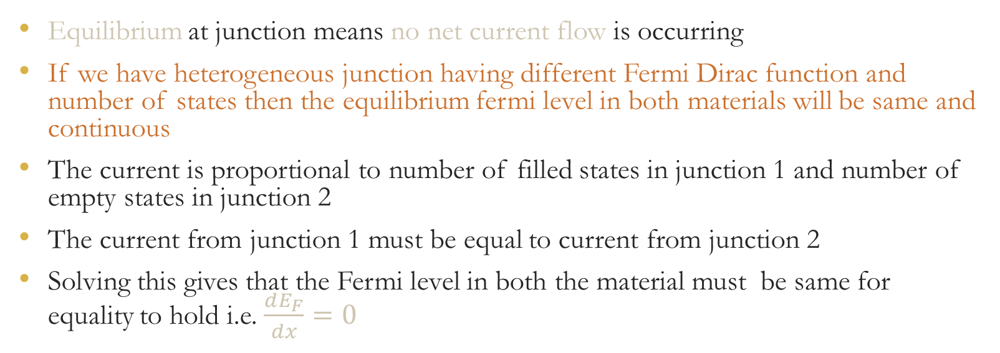 • Equilibrium at junction means no net current flow is occurring
• If we have heterogeneous junction having different Fermi Dirac function and
number of states then the equilibrium fermi level in both materials will be same and
continuous
• The current is proportional to number of filled states in junction 1 and number of
empty states in junction 2
• The current from junction 1 must be equal to current from junction 2
• Solving this gives that the Fermi level in both the material must be same for
equality to hold i.e. dE_F/dx = 0